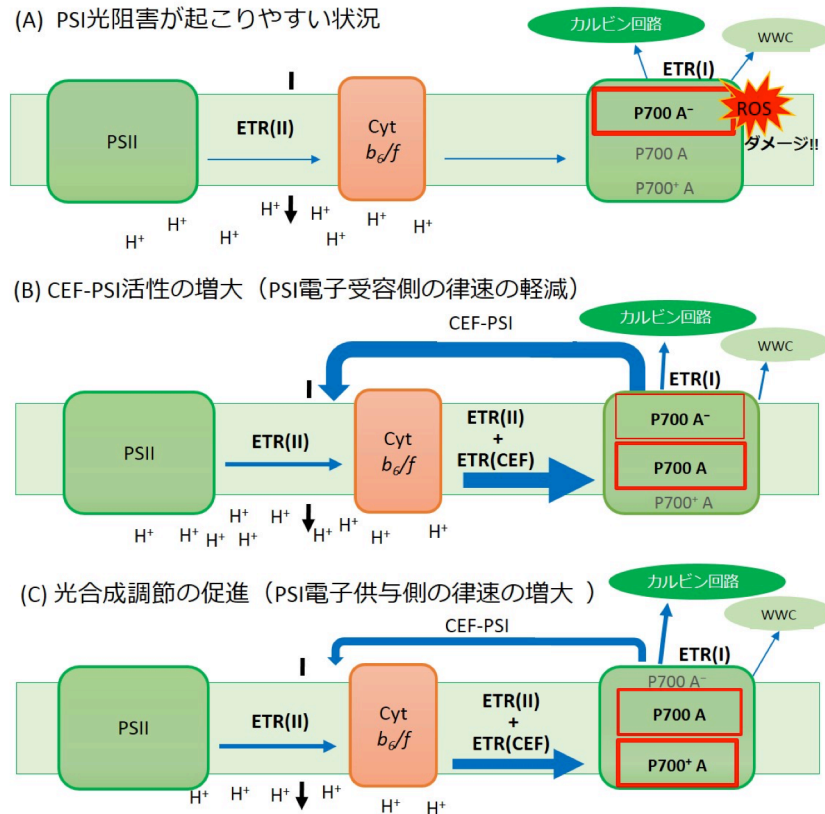 (A) PSI光阻害が起こりやすい状況
カルビン回路
WWC
ETR(I)
PSII
ETR(II)
Cyt
b₆/f
P700 A⁻
ROS
ダメージ!!
P700 A
P700⁺ A
H⁺ H⁺ H⁺ H⁺ H⁺ H⁺ H⁺
(B) CEF-PSI活性の増大（PSI電子受容側の律速の軽減）
カルビン回路
CEF-PSI
WWC
ETR(I)
PSII
ETR(II)
Cyt
b₆/f
ETR(II)
+
ETR(CEF)
P700 A⁻
P700 A
P700⁺ A
H⁺ H⁺ H⁺ H⁺ H⁺ H⁺ H⁺ H⁺ H⁺ H⁺
(C) 光合成調節の促進（PSI電子供与側の律速の増大 ）
カルビン回路
CEF-PSI
WWC
ETR(I)
PSII
ETR(II)
Cyt
b₆/f
ETR(II)
+
ETR(CEF)
P700 A⁻
P700 A
P700⁺ A
H⁺ H⁺ H⁺ H⁺ H⁺ H⁺